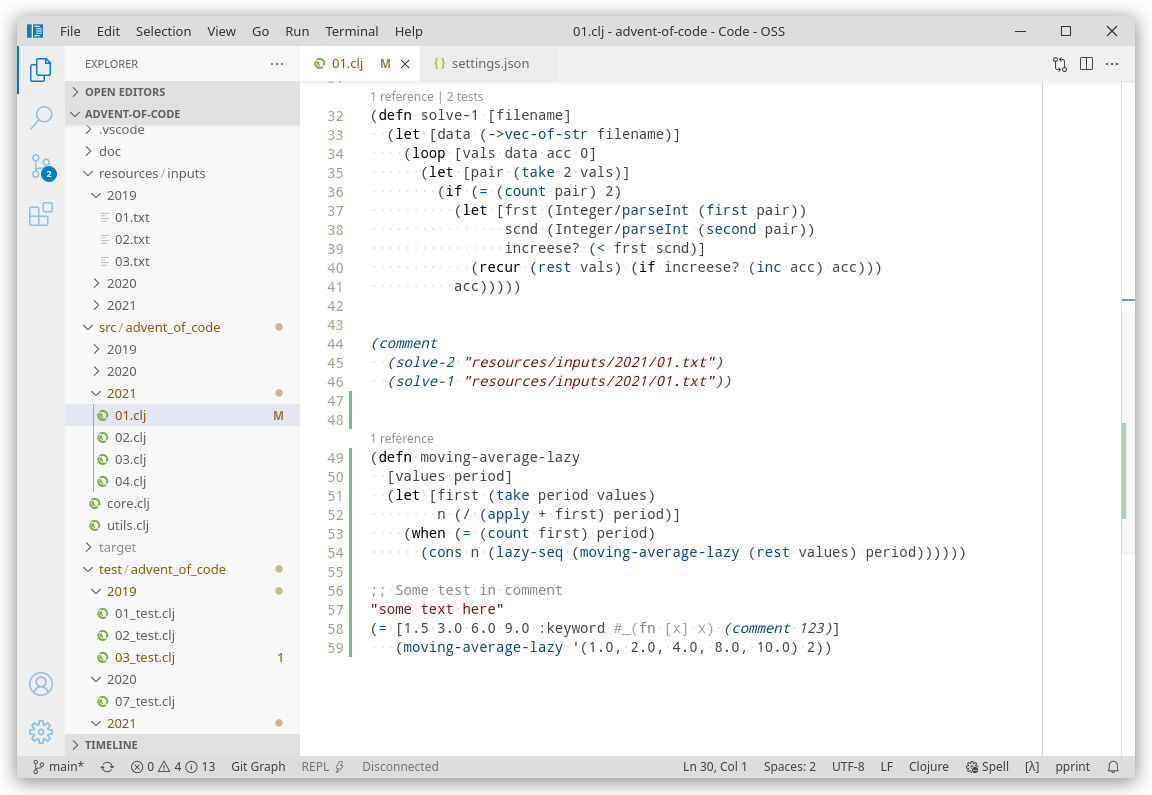 File Edit Selection View Go Run Terminal Help 01.clj - advent-of-code - Code - OSS
EXPLORER
OPEN EDITORS
ADVENT-OF-CODE
.vscode
doc
resources/inputs
2019
01.txt
02.txt
03.txt
2020
2021
src/advent_of_code
2019
2020
2021
01.clj M
02.clj
03.clj
04.clj
core.clj
utils.clj
target
test/advent_of_code
2019
01_test.clj
02_test.clj
03_test.clj 1
2020
07_test.clj
2021
TIMELINE
2
01.clj M
settings.json
1 reference | 2 tests
32 (defn solve-1 [filename]
33   (let [data (->vec-of-str filename)]
34     (loop [vals data acc 0]
35       (let [pair (take 2 vals)]
36         (if (= (count pair) 2)
37           (let [frst (Integer/parseInt (first pair))
38                 scnd (Integer/parseInt (second pair))
39                 increese? (< frst scnd)]
40             (recur (rest vals) (if increese? (inc acc) acc)))
41           acc)))))
42
43
44 (comment
45   (solve-2 "resources/inputs/2021/01.txt")
46   (solve-1 "resources/inputs/2021/01.txt"))
47
48
1 reference
49 (defn moving-average-lazy
50   [values period]
51   (let [first (take period values)
52         n (/ (apply + first) period)]
53     (when (= (count first) period)
54       (cons n (lazy-seq (moving-average-lazy (rest values) period))))))
55
56 ;; Some test in comment
57 "some text here"
58 (= [1.5 3.0 6.0 9.0 :keyword #_(fn [x] x) (comment 123)]
59    (moving-average-lazy '(1.0, 2.0, 4.0, 8.0, 10.0) 2))
main* 0 4 13 Git Graph REPL Disconnected Ln 30, Col 1 Spaces: 2 UTF-8 LF Clojure Spell [λ] pprint